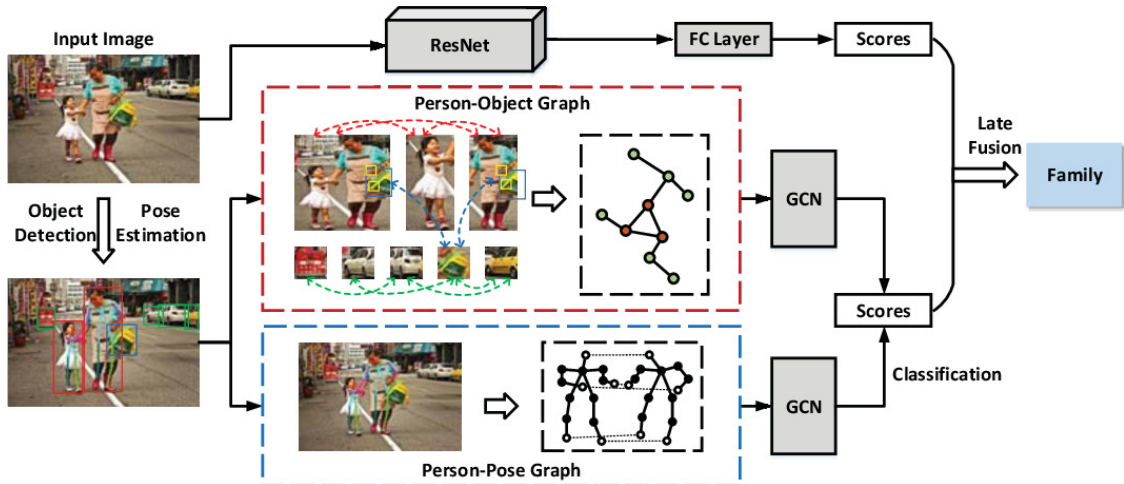 Input Image
ResNet
FC Layer
Scores
Person-Object Graph
Object
Detection
Pose
Estimation
GCN
Late
Fusion
Family
Scores
Classification
GCN
Person-Pose Graph